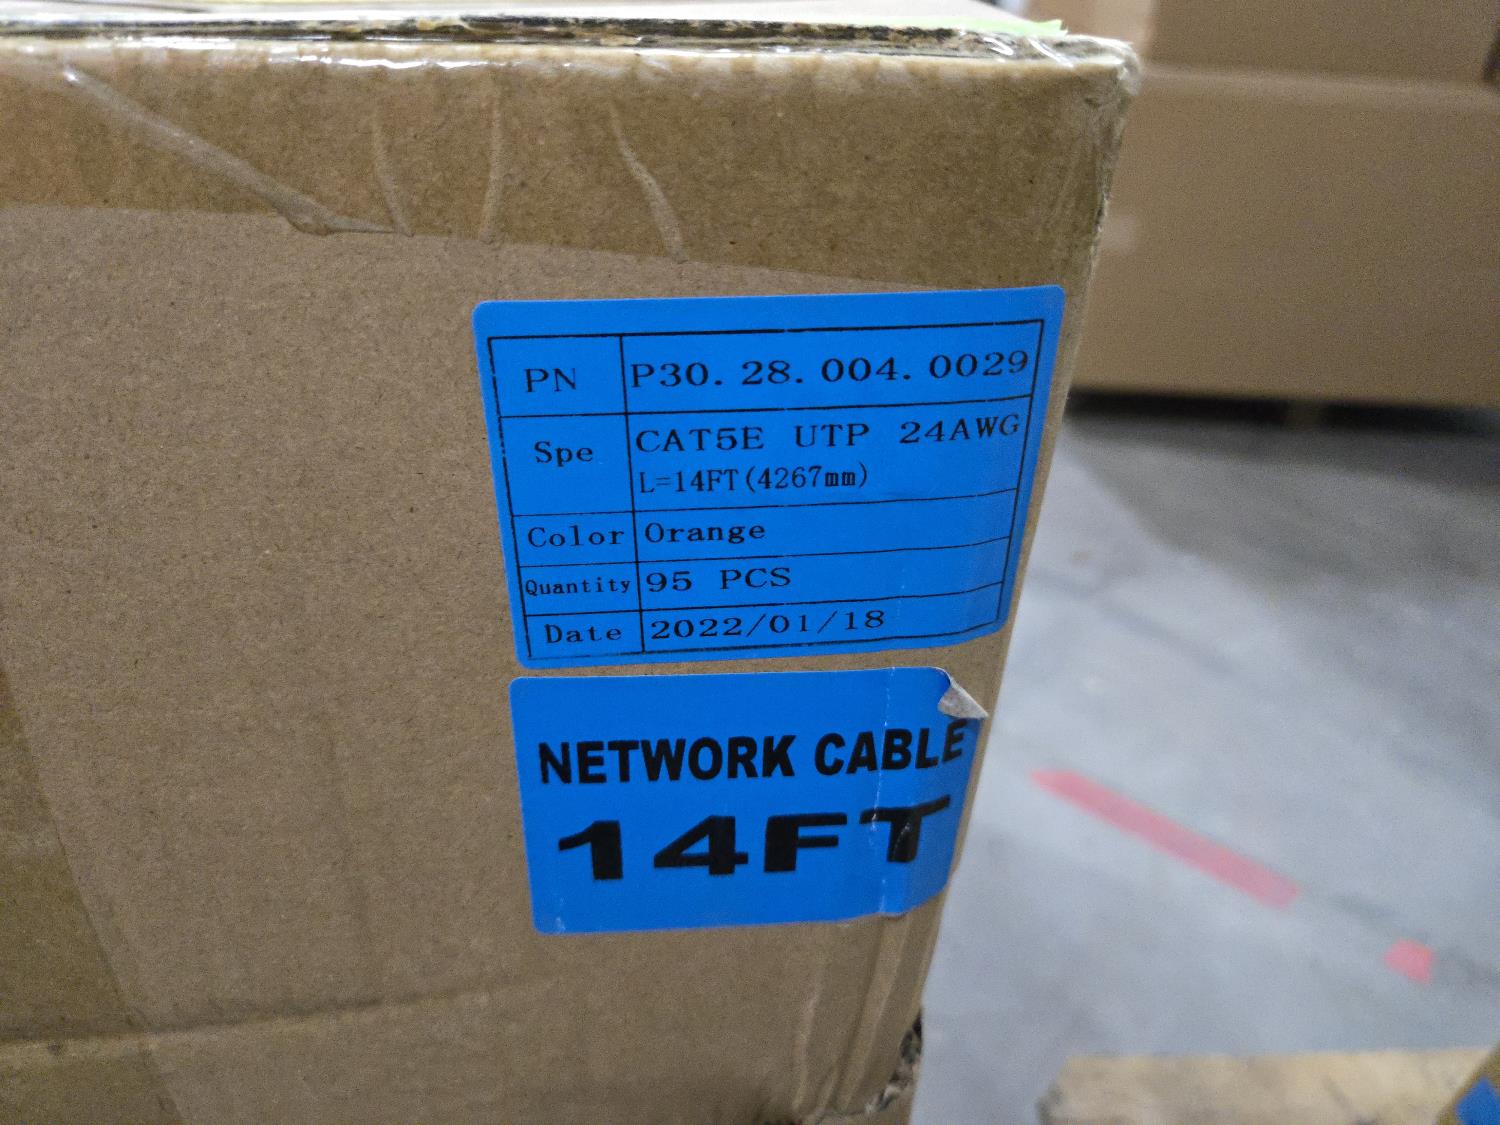 PN P30.28.004.0029
Spe CAT5E UTP 24AWG
L=14FT(4267mm)
Color Orange
Quantity 95 PCS
Date 2022/01/18
NETWORK CABLE
14FT